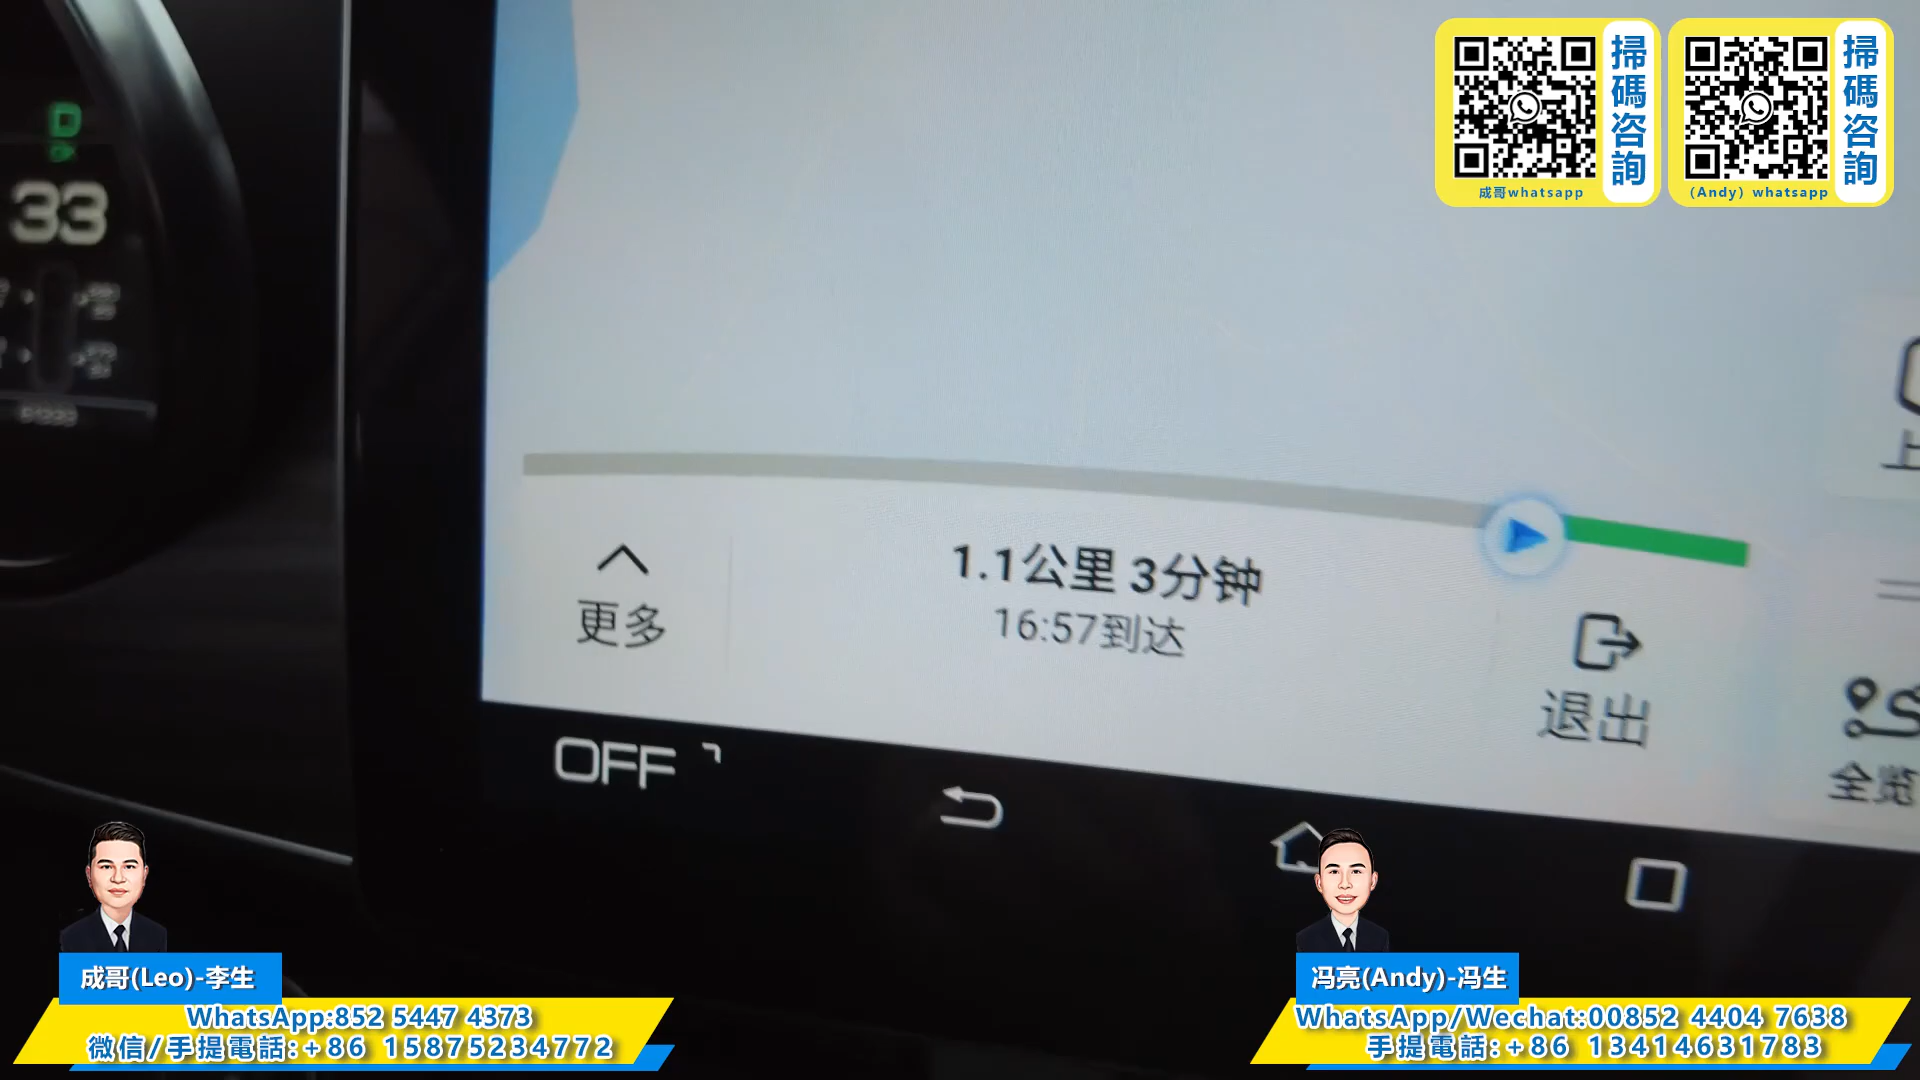 掃碼咨詢
成哥whatsapp
掃碼咨詢
(Andy) whatsapp
D
33
1.1公里 3分钟
16:57到达
更多
退出
全览
上
OFF
成哥(Leo)-李生
WhatsApp:852 5447 4373
微信/手提電話:+86 15875234772
冯亮(Andy)-冯生
WhatsApp/Wechat:00852 4404 7638
手提電話:+86 13414631783